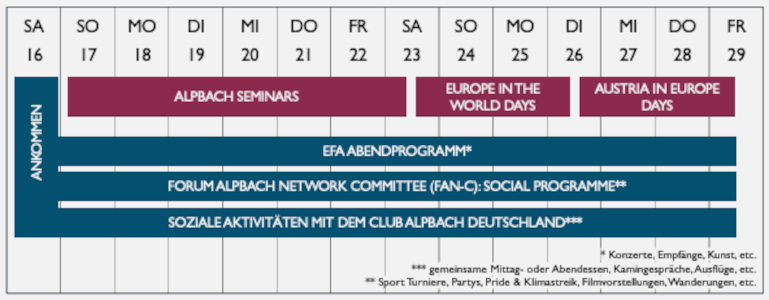 SA SO MO DI MI DO FR SA SO MO DI MI DO FR
16 17 18 19 20 21 22 23 24 25 26 27 28 29
ANKOMMEN
ALPBACH SEMINARS
EUROPE IN THE
WORLD DAYS
AUSTRIA IN EUROPE
DAYS
EFA ABENDPROGRAMM*
FORUM ALPBACH NETWORK COMMITTEE (FAN-C): SOCIAL PROGRAMME**
SOZIALE AKTIVITÄTEN MIT DEM CLUB ALPBACH DEUTSCHLAND***
* Konzerte, Empfänge, Kunst, etc.
*** gemeinsame Mittag- oder Abendessen, Kamingespräche, Ausflüge, etc.
** Sport Turniere, Partys, Pride & Klimastreik, Filmvorstellungen, Wanderungen, etc.